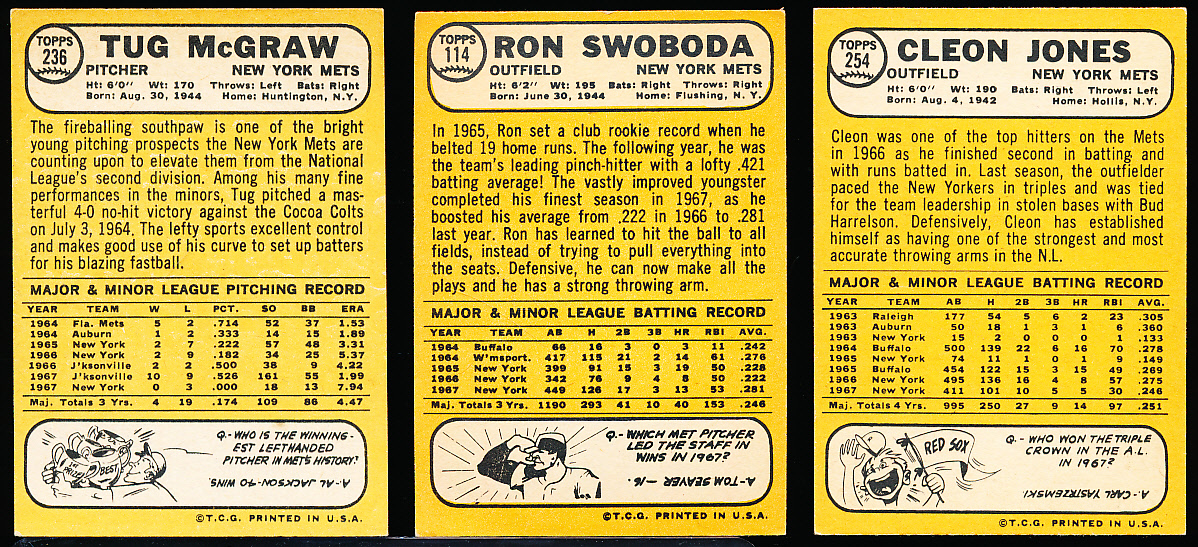 TOPPS
236
TUG McGRAW
PITCHER NEW YORK METS
Ht: 6'0" Wt: 170 Throws: Left Bats: Right
Born: Aug. 30, 1944 Home: Huntington, N.Y.
The fireballing southpaw is one of the bright
young pitching prospects the New York Mets are
counting upon to elevate them from the National
League's second division. Among his many fine
performances in the minors, Tug pitched a mas-
terful 4-0 no-hit victory against the Cocoa Colts
on July 3, 1964. The lefty sports excellent control
and makes good use of his curve to set up batters
for his blazing fastball.
MAJOR & MINOR LEAGUE PITCHING RECORD
YEAR TEAM W L PCT. SO BB ERA
1964 Fla. Mets 5 2 .714 52 37 1.53
1964 Auburn 1 2 .333 14 15 1.89
1965 New York 2 7 .222 57 48 3.31
1966 New York 2 9 .182 34 25 5.37
1966 J'ksonville 2 2 .500 38 9 4.22
1967 J'ksonville 10 9 .526 161 55 1.99
1967 New York 0 3 .000 18 13 7.94
Maj. Totals 3 Yrs. 4 19 .174 109 86 4.47
BEST
Q.- WHO IS THE WINNING-
EST LEFTHANDED
PITCHER IN METS HISTORY?
A.- AL JACKSON-40 WINS.
©T.C.G. PRINTED IN U.S.A.
TOPPS
114
RON SWOBODA
OUTFIELD NEW YORK METS
Ht: 6'2" Wt: 195 Bats: Right Throws: Right
Born: June 30, 1944 Home: Flushing, N.Y.
In 1965, Ron set a club rookie record when he
belted 19 home runs. The following year, he was
the team's leading pinch-hitter with a lofty .421
batting average! The vastly improved youngster
completed his finest season in 1967, as he
boosted his average from .222 in 1966 to .281
last year. Ron has learned to hit the ball to all
fields, instead of trying to pull everything into
the seats. Defensive, he can now make all the
plays and he has a strong throwing arm.
MAJOR & MINOR LEAGUE BATTING RECORD
YEAR TEAM AB H 2B 3B HR RBI AVG.
1964 Buffalo 66 16 3 0 3 11 .242
1964 W'msport. 417 115 21 2 14 61 .276
1965 New York 399 91 15 3 19 50 .228
1966 New York 342 76 9 4 8 50 .222
1967 New York 449 126 17 3 13 53 .281
Maj. Totals 3 Yrs. 1190 293 41 10 40 153 .246
Q.- WHICH MET PITCHER
LED THE STAFF IN
WINS IN 1967?
A.- TOM SEAVER -16.
©T.C.G. PRINTED IN U.S.A.
TOPPS
254
CLEON JONES
OUTFIELD NEW YORK METS
Ht: 6'0" Wt: 190 Throws: Left Bats: Right
Born: Aug. 4, 1942 Home: Hollis, N.Y.
Cleon was one of the top hitters on the Mets
in 1966 as he finished second in batting and
with runs batted in. Last season, the outfielder
paced the New Yorkers in triples and was tied
for the team leadership in stolen bases with Bud
Harrelson. Defensively, Cleon has established
himself as having one of the strongest and most
accurate throwing arms in the N.L.
MAJOR & MINOR LEAGUE BATTING RECORD
YEAR TEAM AB H 2B 3B HR RBI AVG.
1963 Raleigh 177 54 5 6 2 23 .305
1963 Auburn 50 18 1 3 1 6 .360
1963 New York 15 2 0 0 0 1 .133
1964 Buffalo 500 139 22 6 16 70 .278
1965 New York 74 11 1 0 1 9 .149
1965 Buffalo 454 122 15 3 15 49 .269
1966 New York 495 136 16 4 8 57 .275
1967 New York 411 101 10 5 5 30 .246
Maj. Totals 4 Yrs. 995 250 27 9 14 97 .251
RED SOX
Q.- WHO WON THE TRIPLE
CROWN IN THE A.L.
IN 1967?
A.- CARL YASTRZEMSKI
©T.C.G. PRINTED IN U.S.A.